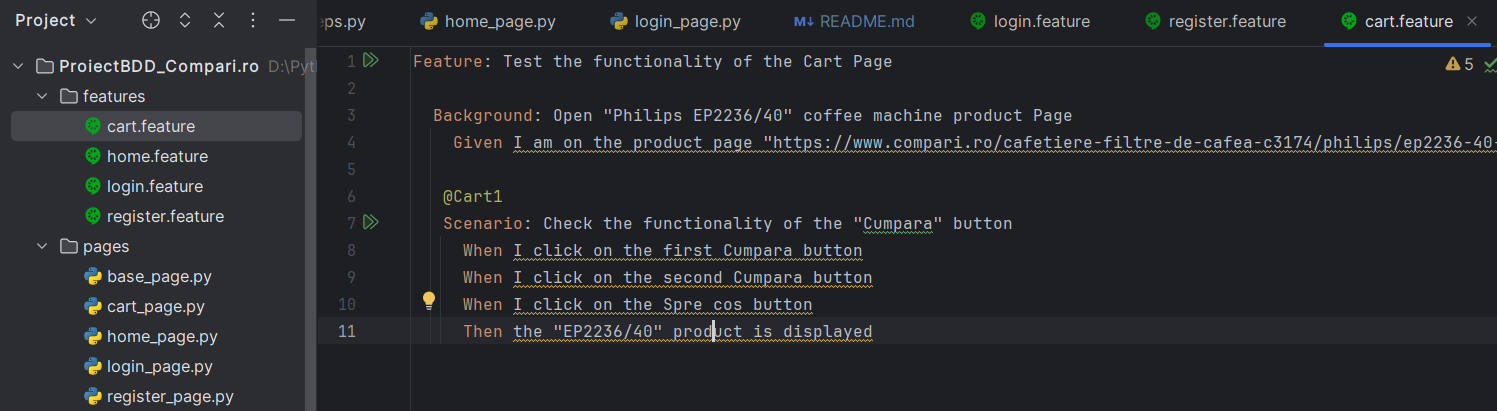 Project
eps.py home_page.py login_page.py M↓ README.md login.feature register.feature cart.feature
ProiectBDD_Compari.ro D:\Pyt
features
cart.feature
home.feature
login.feature
register.feature
pages
base_page.py
cart_page.py
home_page.py
login_page.py
register_page.py
5
1 Feature: Test the functionality of the Cart Page
2
3 Background: Open "Philips EP2236/40" coffee machine product Page
4 Given I am on the product page "https://www.compari.ro/cafetiere-filtre-de-cafea-c3174/philips/ep2236-40-
5
6 @Cart1
7 Scenario: Check the functionality of the "Cumpara" button
8 When I click on the first Cumpara button
9 When I click on the second Cumpara button
10 When I click on the Spre cos button
11 Then the "EP2236/40" product is displayed